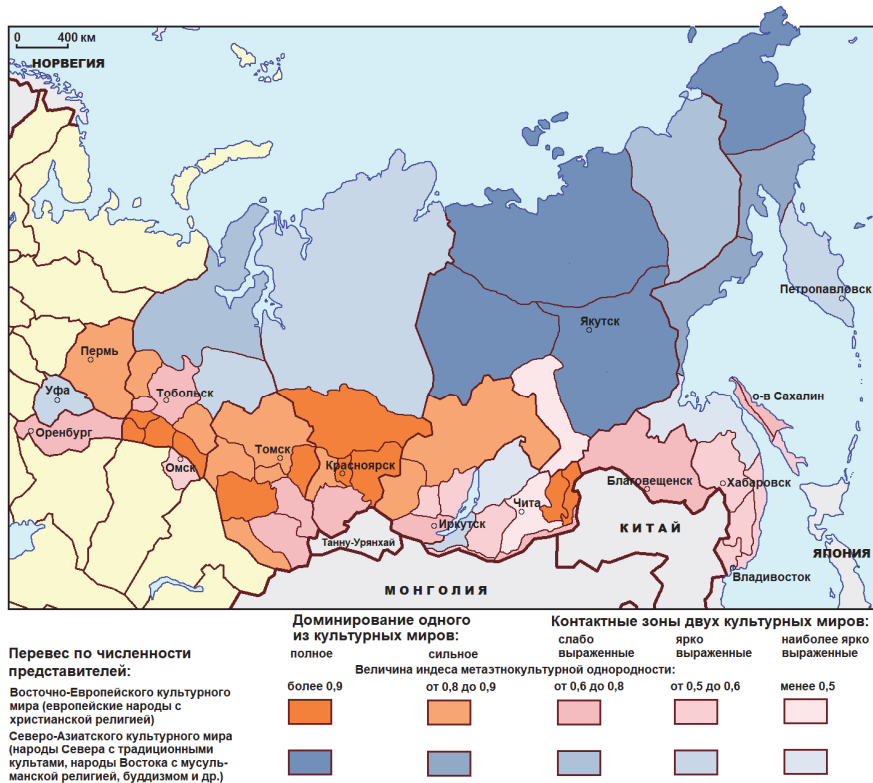 0 400 км
НОРВЕГИЯ
Петропавловск
Якутск
Пермь
Уфа
Тобольск
о-в Сахалин
Оренбург
Томск
Омск
Красноярск
Благовещенск
Хабаровск
Чита
Иркутск
КИТАЙ
Танну-Урянхай
ЯПОНИЯ
Владивосток
МОНГОЛИЯ
Доминирование одного
из культурных миров:
Контактные зоны двух культурных миров:
Перевес по численности
представителей:
полное
сильное
слабо
выраженные
ярко
выраженные
наиболее ярко
выраженные
Величина индеса метаэтнокультурной однородности:
Восточно-Европейского культурного
мира (европейские народы с
христианской религией)
более 0,9
от 0,8 до 0,9
от 0,6 до 0,8
от 0,5 до 0,6
менее 0,5
Северо-Азиатского культурного мира
(народы Севера с традиционными
культами, народы Востока с мусуль-
манской религией, буддизмом и др.)